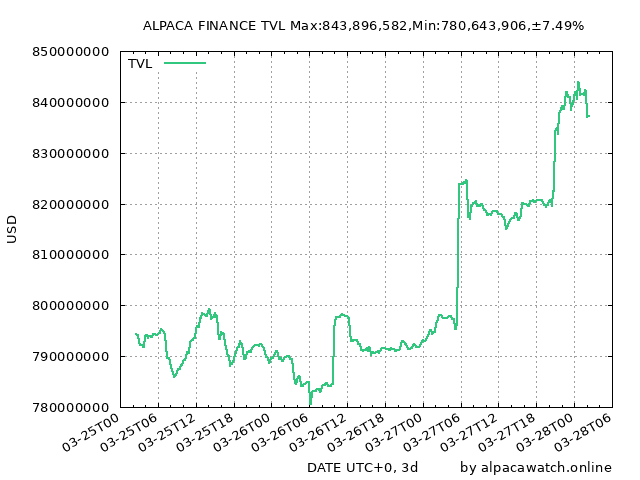 ALPACA FINANCE TVL Max:843,896,582,Min:780,643,906,±7.49%
TVL
850000000
840000000
830000000
820000000
810000000
800000000
790000000
780000000
USD
03-25T00
03-25T06
03-25T12
03-25T18
03-26T00
03-26T06
03-26T12
03-26T18
03-27T00
03-27T06
03-27T12
03-27T18
03-28T00
03-28T06
DATE UTC+0, 3d
by alpacawatch.online